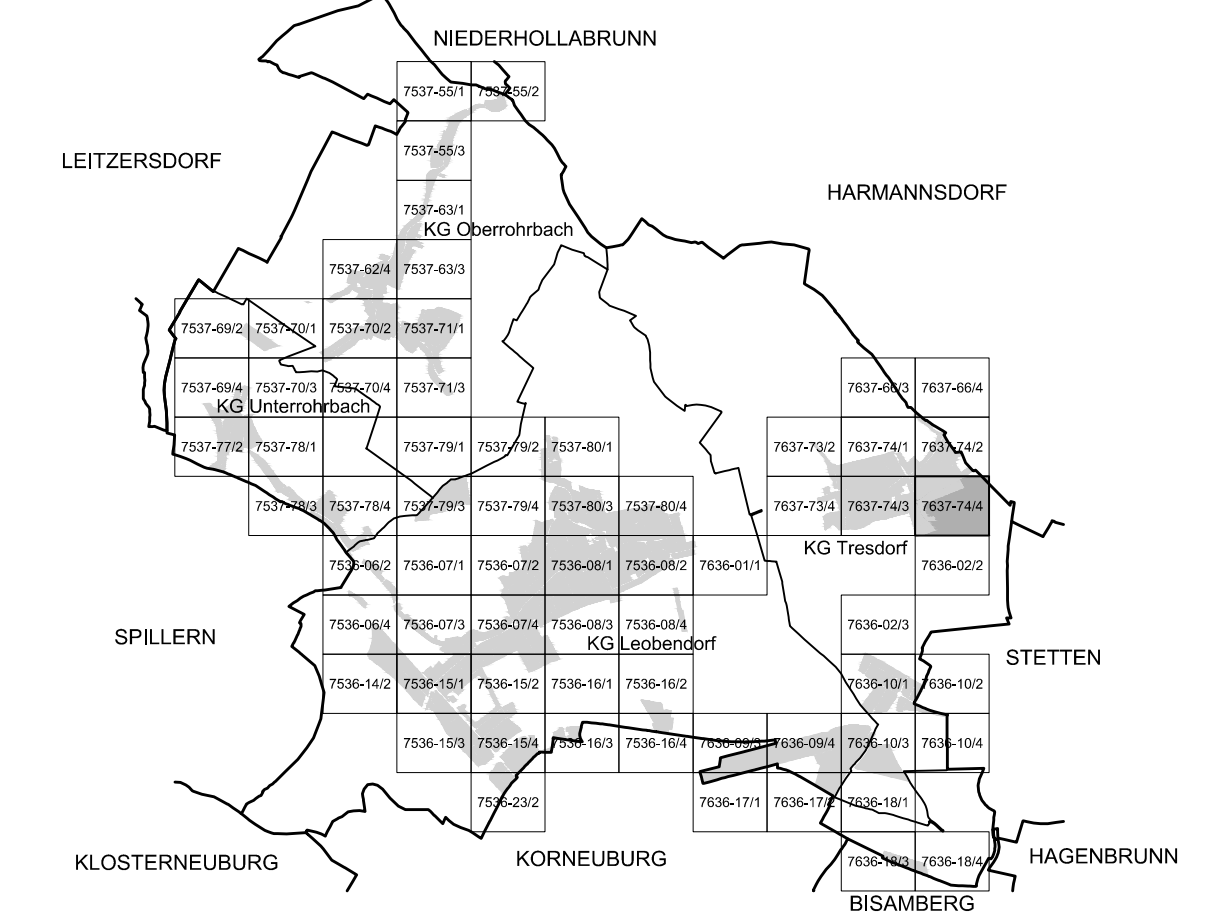 NIEDERHOLLABRUNN
7537-55/1 7537-55/2
7537-55/3
LEITZERSDORF
HARMANNSDORF
7537-63/1
KG Oberrohrbach
7537-62/4 7537-63/3
7537-69/2 7537-70/1 7537-70/2 7537-71/1
7537-69/4 7537-70/3 7537-70/4 7537-71/3 7637-66/3 7637-66/4
KG Unterrohrbach
7537-77/2 7537-78/1 7537-79/1 7537-79/2 7537-80/1 7637-73/2 7637-74/1 7637-74/2
7537-78/3 7537-78/4 7537-79/3 7537-79/4 7537-80/3 7537-80/4 7637-73/4 7637-74/3 7637-74/4
KG Tresdorf
7536-06/2 7536-07/1 7536-07/2 7536-08/1 7536-08/2 7636-01/1 7636-02/2
7536-06/4 7536-07/3 7536-07/4 7536-08/3 7536-08/4 7636-02/3
SPILLERN
KG Leobendorf
STETTEN
7536-14/2 7536-15/1 7536-15/2 7536-16/1 7536-16/2 7636-10/1 7636-10/2
7536-15/3 7536-15/4 7536-16/3 7536-16/4 7636-09/3 7636-09/4 7636-10/3 7636-10/4
7536-23/2 7636-17/1 7636-17/2 7636-18/1
KLOSTERNEUBURG
KORNEUBURG
7636-18/3 7636-18/4
HAGENBRUNN
BISAMBERG